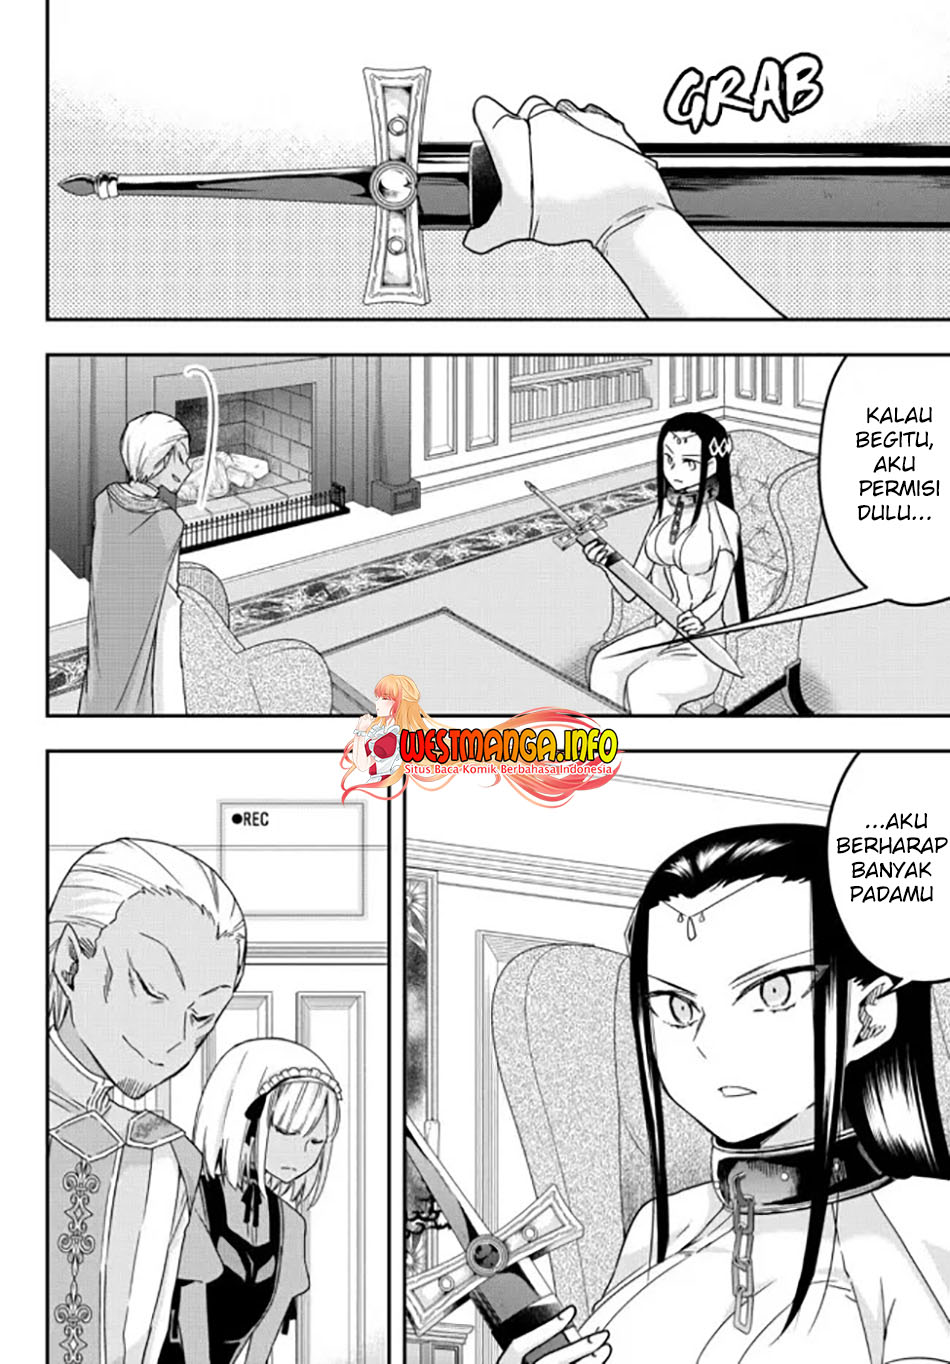 GRAB
KALAU
BEGITU,
AKU
PERMISI
DULU...
WESTMANGA.INFO
Situs Baca Komik Berbahasa Indonesia
●REC
...AKU
BERHARAP
BANYAK
PADAMU